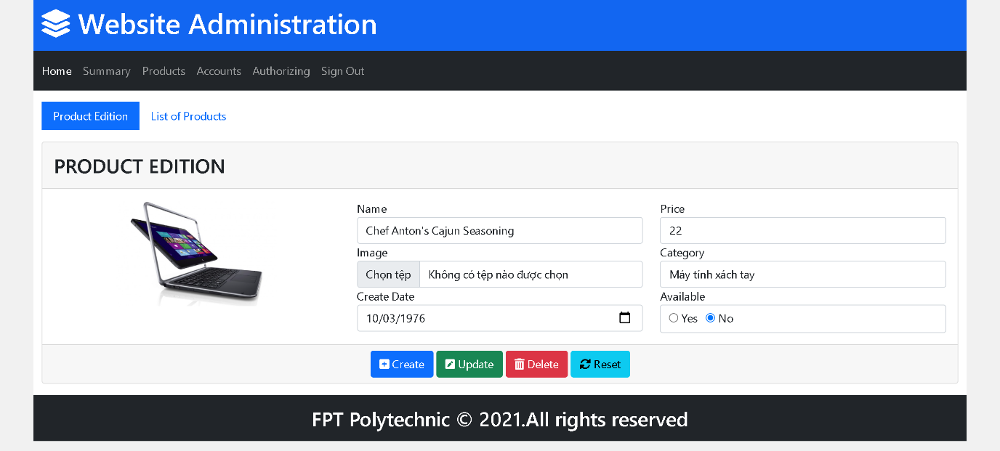 Website Administration
Home Summary Products Accounts Authorizing Sign Out
Product Edition List of Products
PRODUCT EDITION
Name Price
Chef Anton's Cajun Seasoning 22
Image Category
Chọn tệp Không có tệp nào được chọn Máy tính xách tay
Create Date Available
10/03/1976 Yes No
Create Update Delete Reset
FPT Polytechnic © 2021.All rights reserved